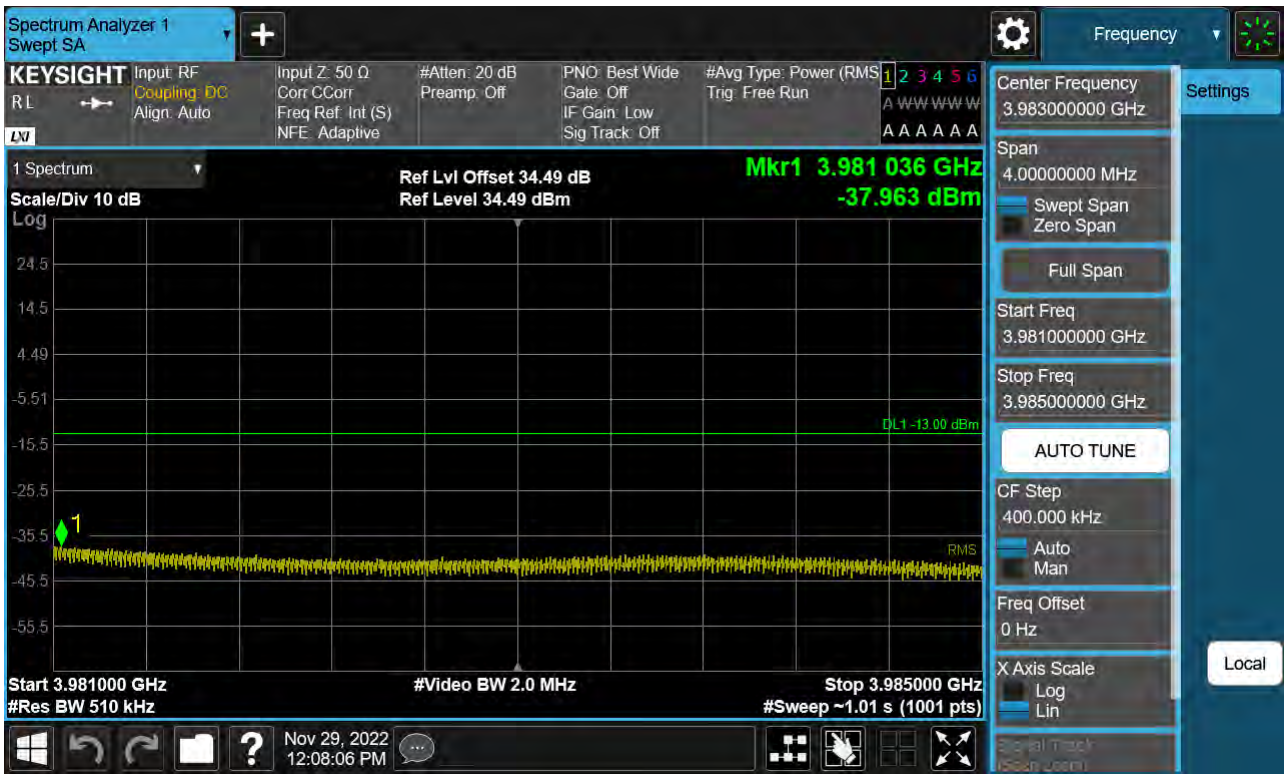 Spectrum Analyzer 1
Swept SA
Frequency
KEYSIGHT
RL
LXI
Input: RF
Coupling: DC
Align: Auto
Input Z: 50 Ω
Corr CCorr
Freq Ref: Int (S)
NFE: Adaptive
#Atten: 20 dB
Preamp: Off
PNO: Best Wide
Gate: Off
IF Gain: Low
Sig Track: Off
#Avg Type: Power (RMS
Trig: Free Run
1 2 3 4 5 6
A W W W W W
A A A A A A
1 Spectrum
Scale/Div 10 dB
Ref Lvl Offset 34.49 dB
Ref Level 34.49 dBm
Mkr1 3.981 036 GHz
-37.963 dBm
Log
24.5
14.5
4.49
-5.51
DL1 -13.00 dBm
-15.5
-25.5
1
-35.5
RMS
-45.5
-55.5
Start 3.981000 GHz
#Res BW 510 kHz
#Video BW 2.0 MHz
Stop 3.985000 GHz
#Sweep ~1.01 s (1001 pts)
Center Frequency
3.983000000 GHz
Span
4.00000000 MHz
Swept Span
Zero Span
Full Span
Start Freq
3.981000000 GHz
Stop Freq
3.985000000 GHz
AUTO TUNE
CF Step
400.000 kHz
Auto
Man
Freq Offset
0 Hz
X Axis Scale
Log
Lin
Signal Track
(Span Zoom)
Settings
Local
?
Nov 29, 2022
12:08:06 PM